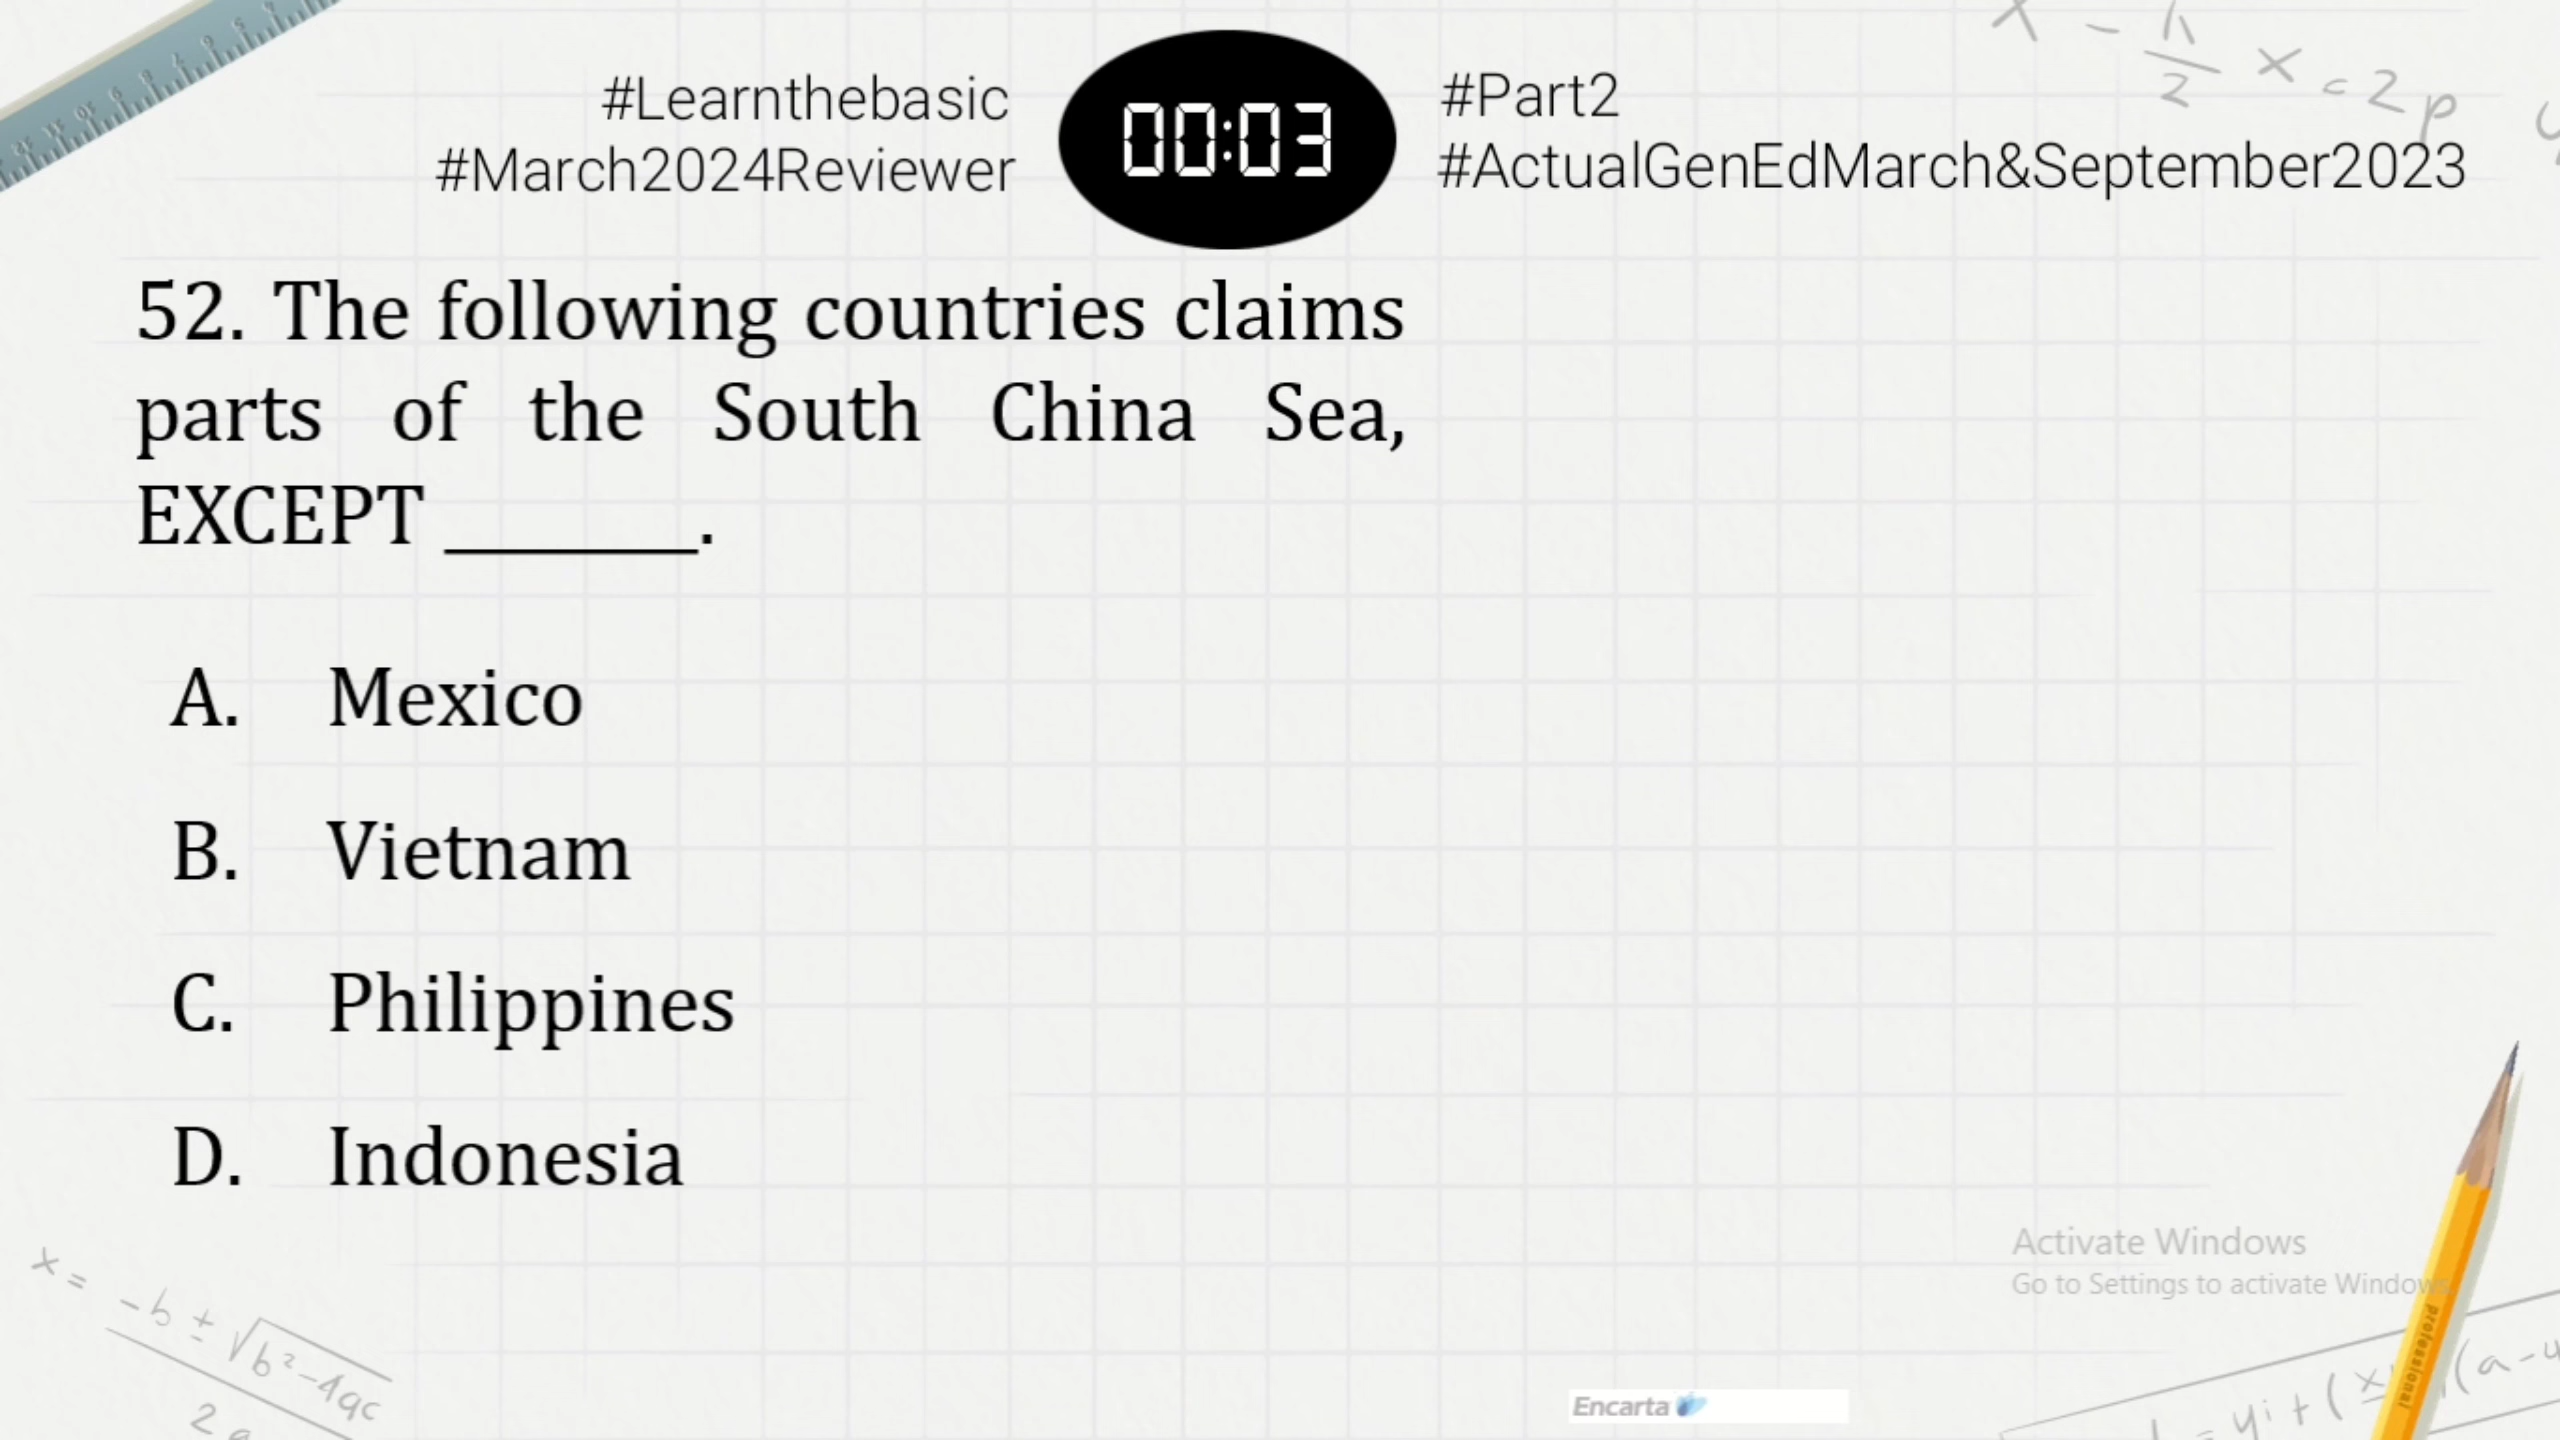 #Learnthebasic
#March2024Reviewer
00:03
#Part2
#ActualGenEdMarch&September2023
52. The following countries claims
parts of the South China Sea,
EXCEPT ________.
A. Mexico
B. Vietnam
C. Philippines
D. Indonesia
Activate Windows
Go to Settings to activate Windows
professional
Encarta